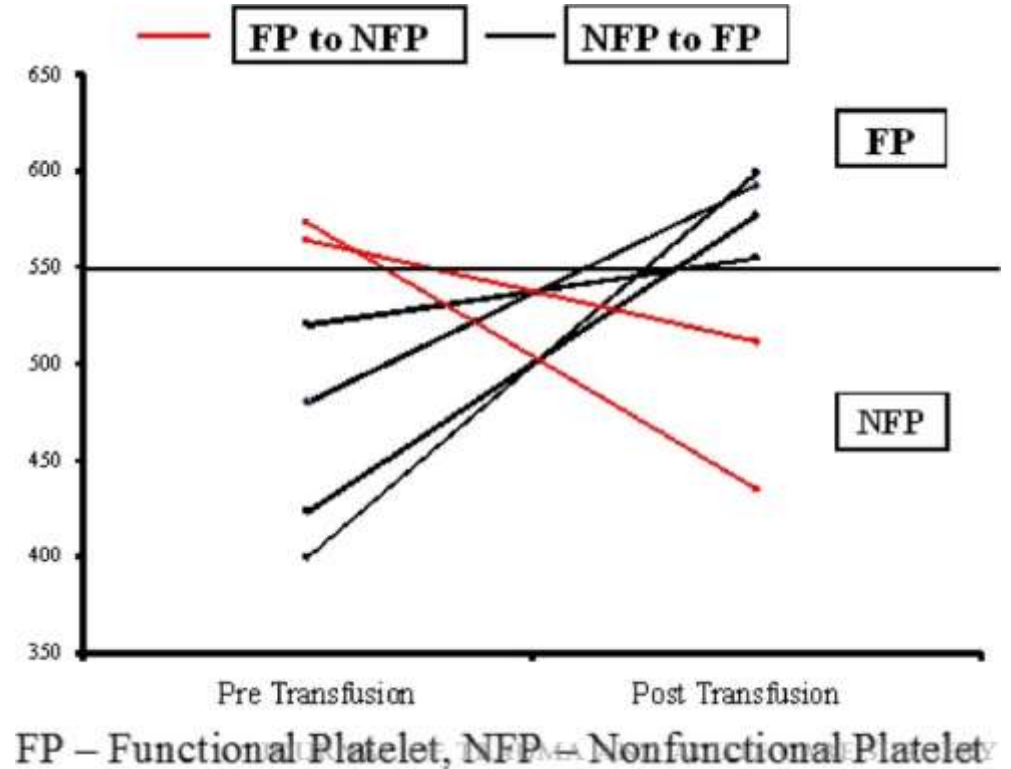 FP to NFP NFP to FP
650
FP
600
550
500
NFP
450
400
350
Pre Transfusion Post Transfusion
FP – Functional Platelet, NFP – Nonfunctional Platelet